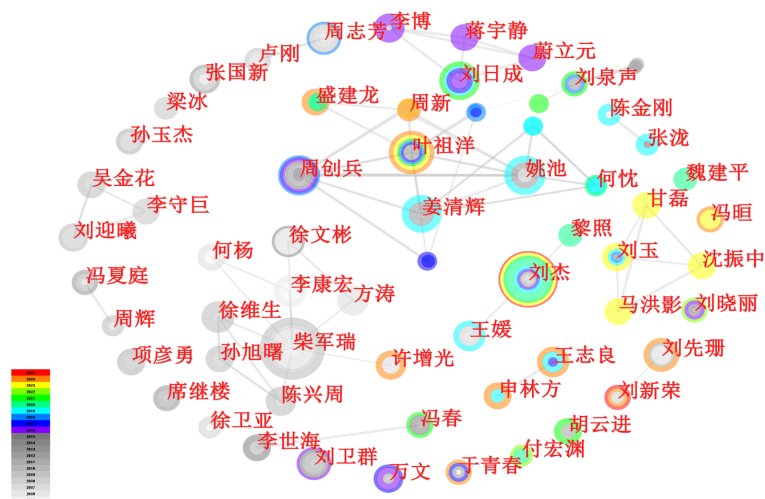 周志芳
李博
蒋宇静
卢刚
蔚立元
张国新
刘日成
刘泉声
梁冰
盛建龙
周新
陈金刚
孙玉杰
叶祖洋
张泷
吴金花
周创兵
姚池
何忱
魏建平
李守巨
姜清辉
甘磊
冯晅
刘迎曦
徐文彬
黎照
何杨
刘玉
沈振中
冯夏庭
李康宏
刘杰
方涛
徐维生
马洪影
刘晓丽
周辉
柴军瑞
王媛
孙旭曙
项彦勇
许增光
王志良
刘先珊
席继楼
陈兴周
申林方
刘新荣
徐卫亚
冯春
胡云进
李世海
付宏渊
刘卫群
万文
于青春